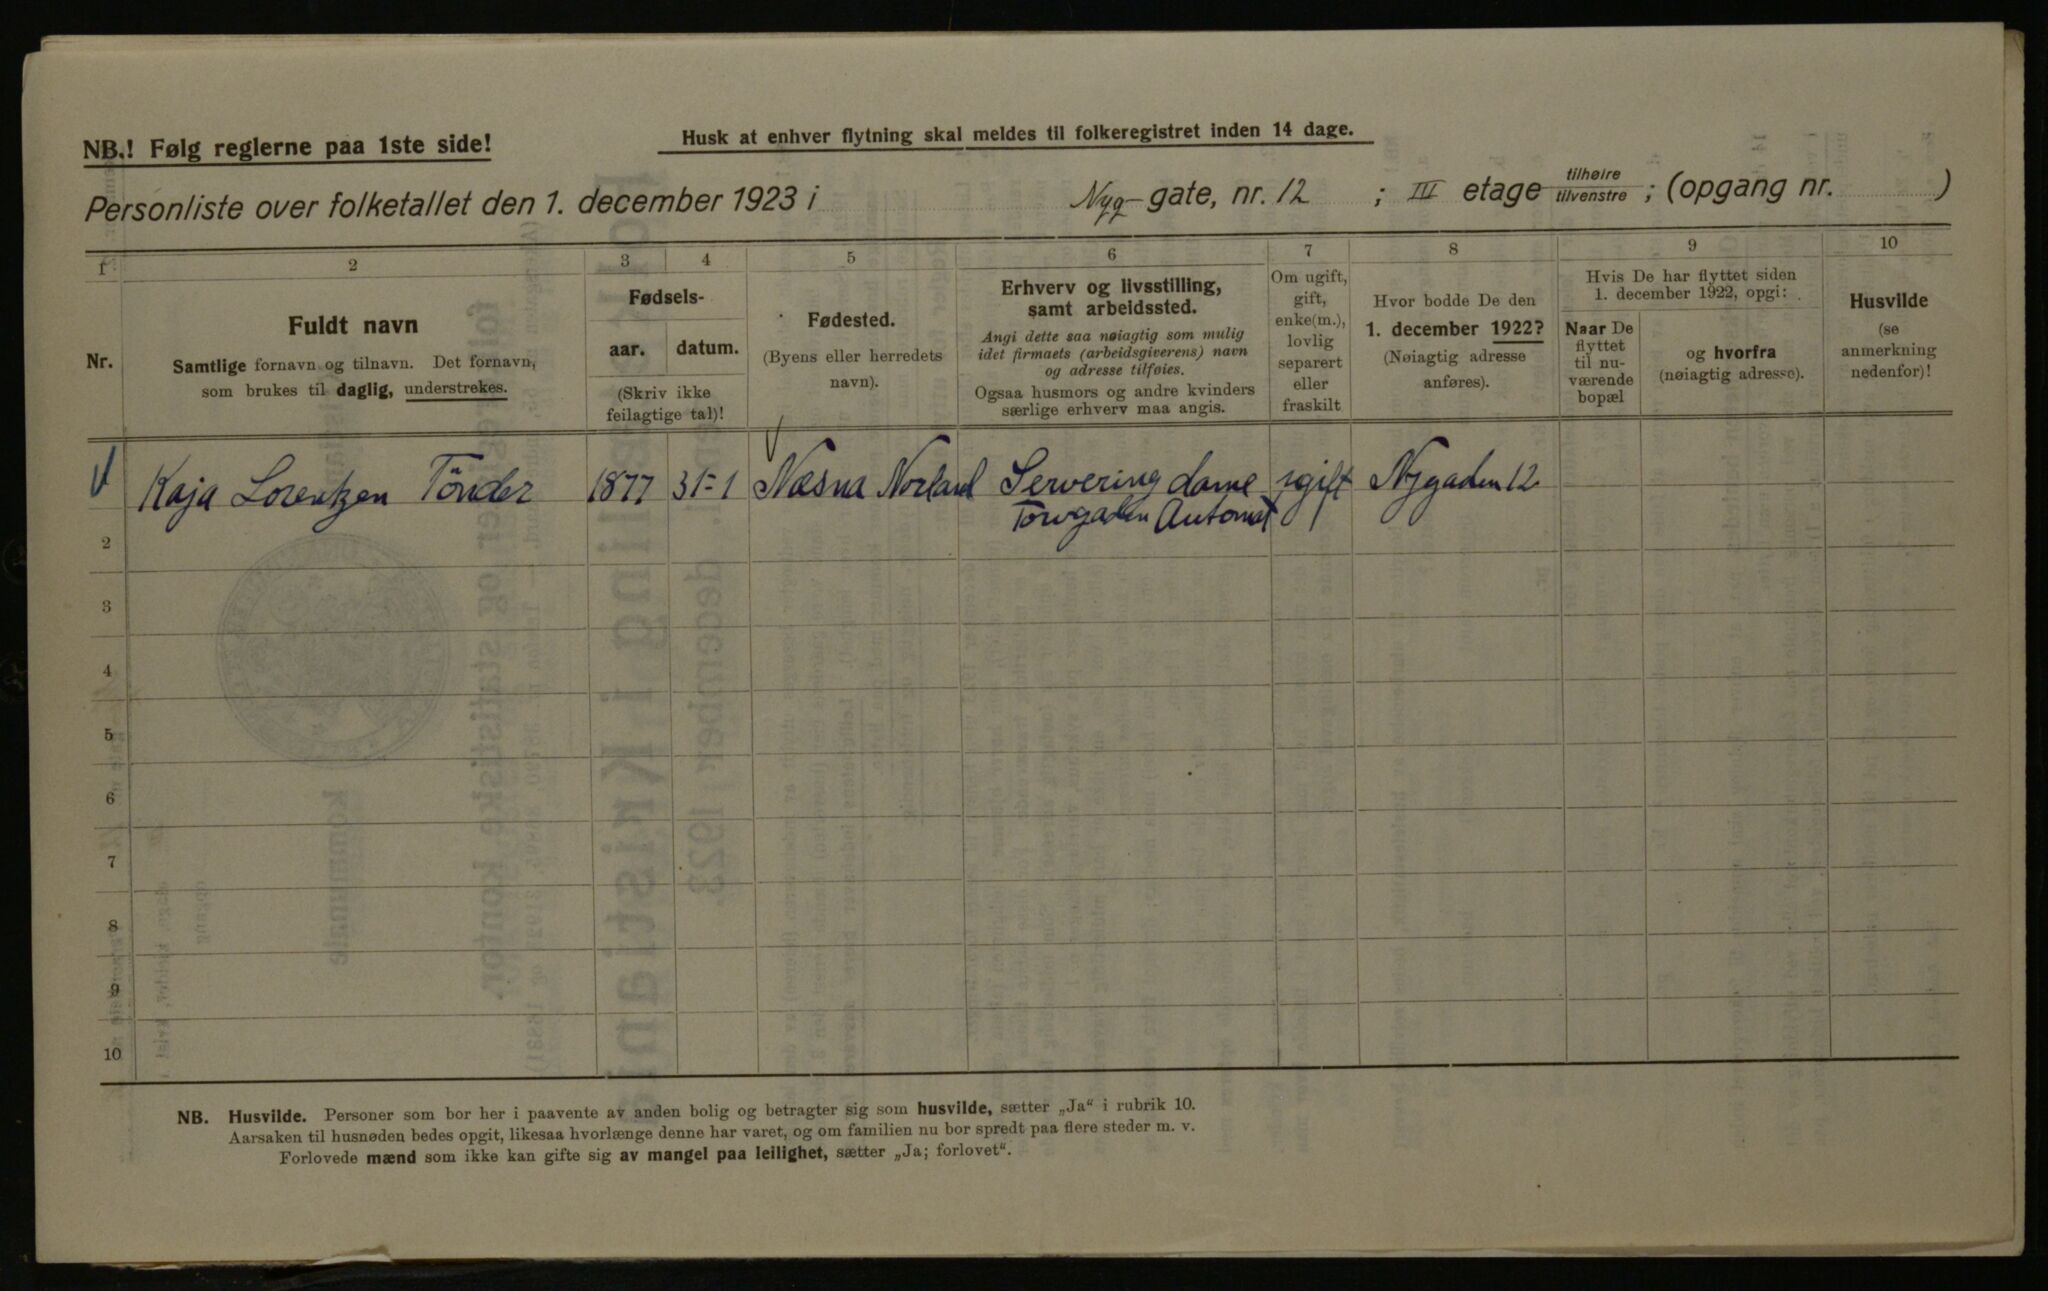 NB.! Følg reglerne paa 1ste side!
Husk at enhver flytning skal meldes til folkeregistret inden 14 dage.
Personliste over folketallet den 1. december 1923 i Nyg-gate, nr. 12 ; III etage tilhøire tilvenstre ; (opgang nr. )
1 2 3 4 5 6 7 8 9 10
Nr.
Fuldt navn
Samtlige fornavn og tilnavn. Det fornavn,
som brukes til daglig, understrekes.
Fødsels-
aar. datum.
(Skriv ikke
feilagtige tal)!
Fødested.
(Byens eller herredets
navn).
Erhverv og livsstilling,
samt arbeidssted.
Angi dette saa nøiagtig som mulig
idet firmaets (arbeidsgiverens) navn
og adresse tilføies.
Ogsaa husmors og andre kvinders
særlige erhverv maa angis.
Om ugift,
gift,
enke(m.),
lovlig
separert
eller
fraskilt
Hvor bodde De den
1. december 1922?
(Nøiagtig adresse
anføres).
Hvis De har flyttet siden
1. december 1922, opgi:
Naar De
flyttet
til nu-
værende
bopæl
og hvorfra
(nøiagtig adresse).
Husvilde
(se
anmerkning
nedenfor)!
Kaja Lorentzen Tönder 1877 31-1 Næsna Norland Servering dame ugift Nygaden 12
Torvgaden Automat
2
3
4
5
6
7
8
9
10
NB. Husvilde. Personer som bor her i paavente av anden bolig og betragter sig som husvilde, sætter „Ja“ i rubrik 10.
Aarsaken til husnøden bedes opgit, likesaa hvorlænge denne har varet, og om familien nu bor spredt paa flere steder m. v.
Forlovede mænd som ikke kan gifte sig av mangel paa leilighet, sætter „Ja; forlovet“.